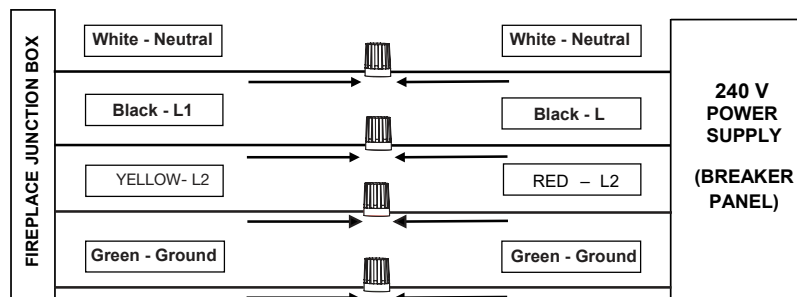 FIREPLACE JUNCTION BOX
White - Neutral
White - Neutral
Black - L1
Black - L
YELLOW- L2
RED – L2
Green - Ground
Green - Ground
240 V
POWER
SUPPLY
(BREAKER
PANEL)